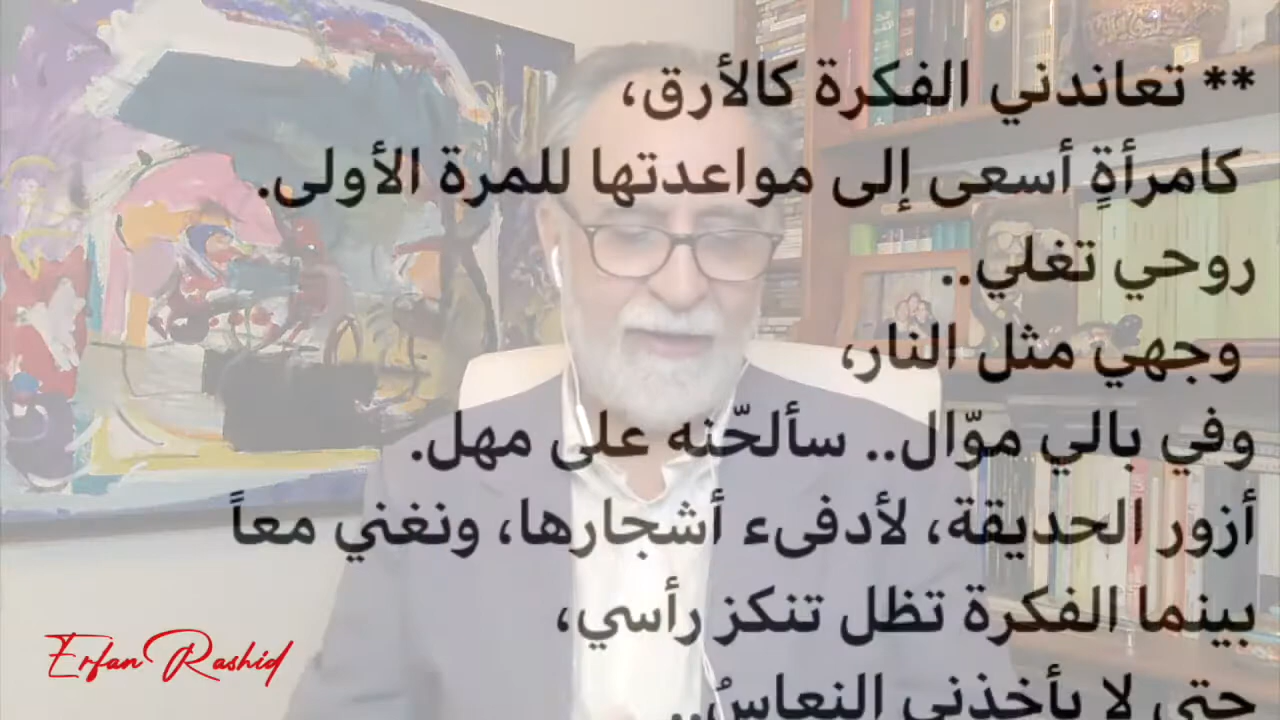 ** تعاندني الفكرة كالأرق،
كامرأةٍ أسعى إلى مواعدتها للمرة الأولى.
روحي تغلي..
وجهي مثل النار،
وفي بالي موّال.. سألحّنه على مهل.
أزور الحديقة، لأدفىء أشجارها، ونغني معاً
بينما الفكرة تظل تنكز رأسي،
حتى لا يأخذني النعاسُ..
Erfan Rashid